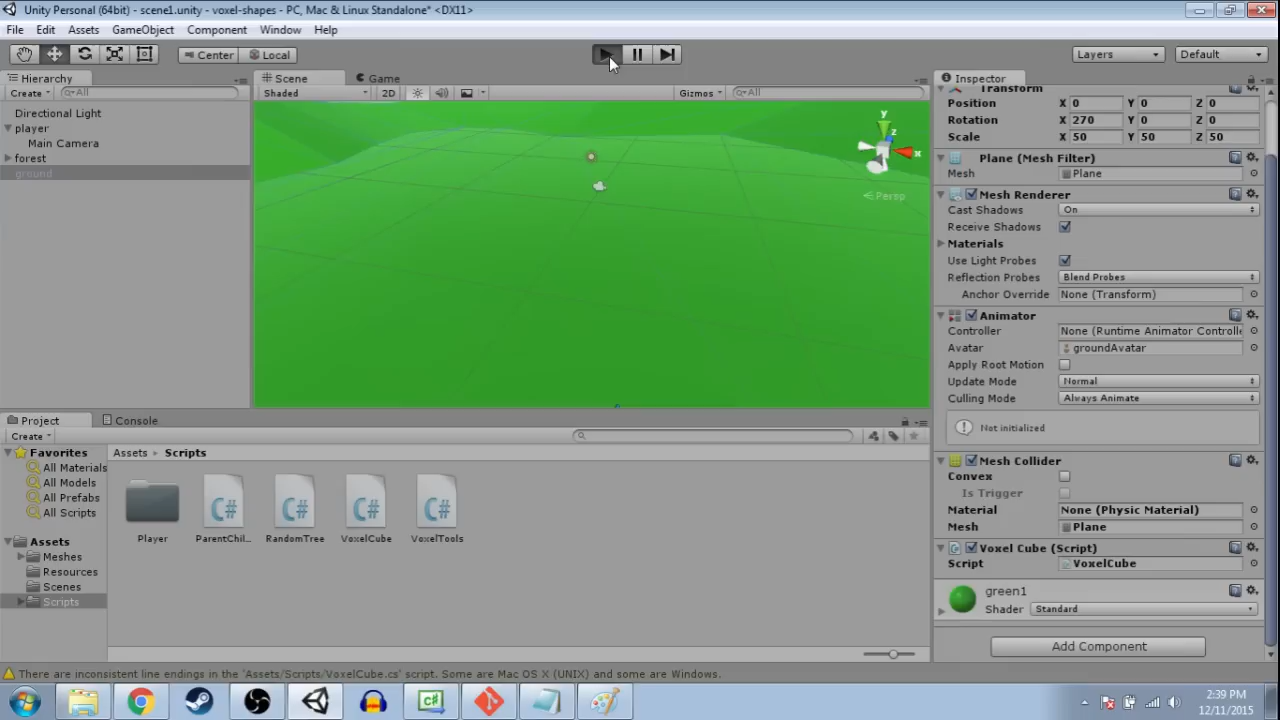 Unity Personal (64bit) - scene1.unity - voxel-shapes - PC, Mac & Linux Standalone* <DX11>
File Edit Assets GameObject Component Window Help
Center Local Layers Default
Hierarchy
Create All
Directional Light
player
Main Camera
forest
ground
Scene Game
Shaded 2D Gizmos All
y
z
x
Persp
Inspector
Transform
Position X 0 Y 0 Z 0
Rotation X 270 Y 0 Z 0
Scale X 50 Y 50 Z 50
Plane (Mesh Filter)
Mesh Plane
Mesh Renderer
Cast Shadows On
Receive Shadows
Materials
Use Light Probes
Reflection Probes Blend Probes
Anchor Override None (Transform)
Animator
Controller None (Runtime Animator Controlle
Avatar groundAvatar
Apply Root Motion
Update Mode Normal
Culling Mode Always Animate
Not initialized
Mesh Collider
Convex
Is Trigger
Material None (Physic Material)
Mesh Plane
Voxel Cube (Script)
Script VoxelCube
green1
Shader Standard
Add Component
Project Console
Create
Favorites
All Materials
All Models
All Prefabs
All Scripts
Assets
Meshes
Resources
Scenes
Scripts
Assets Scripts
C# C# C# C#
Player ParentChil... RandomTree VoxelCube VoxelTools
There are inconsistent line endings in the 'Assets/Scripts/VoxelCube.cs' script. Some are Mac OS X (UNIX) and some are Windows.
C#
2:39 PM
12/11/2015